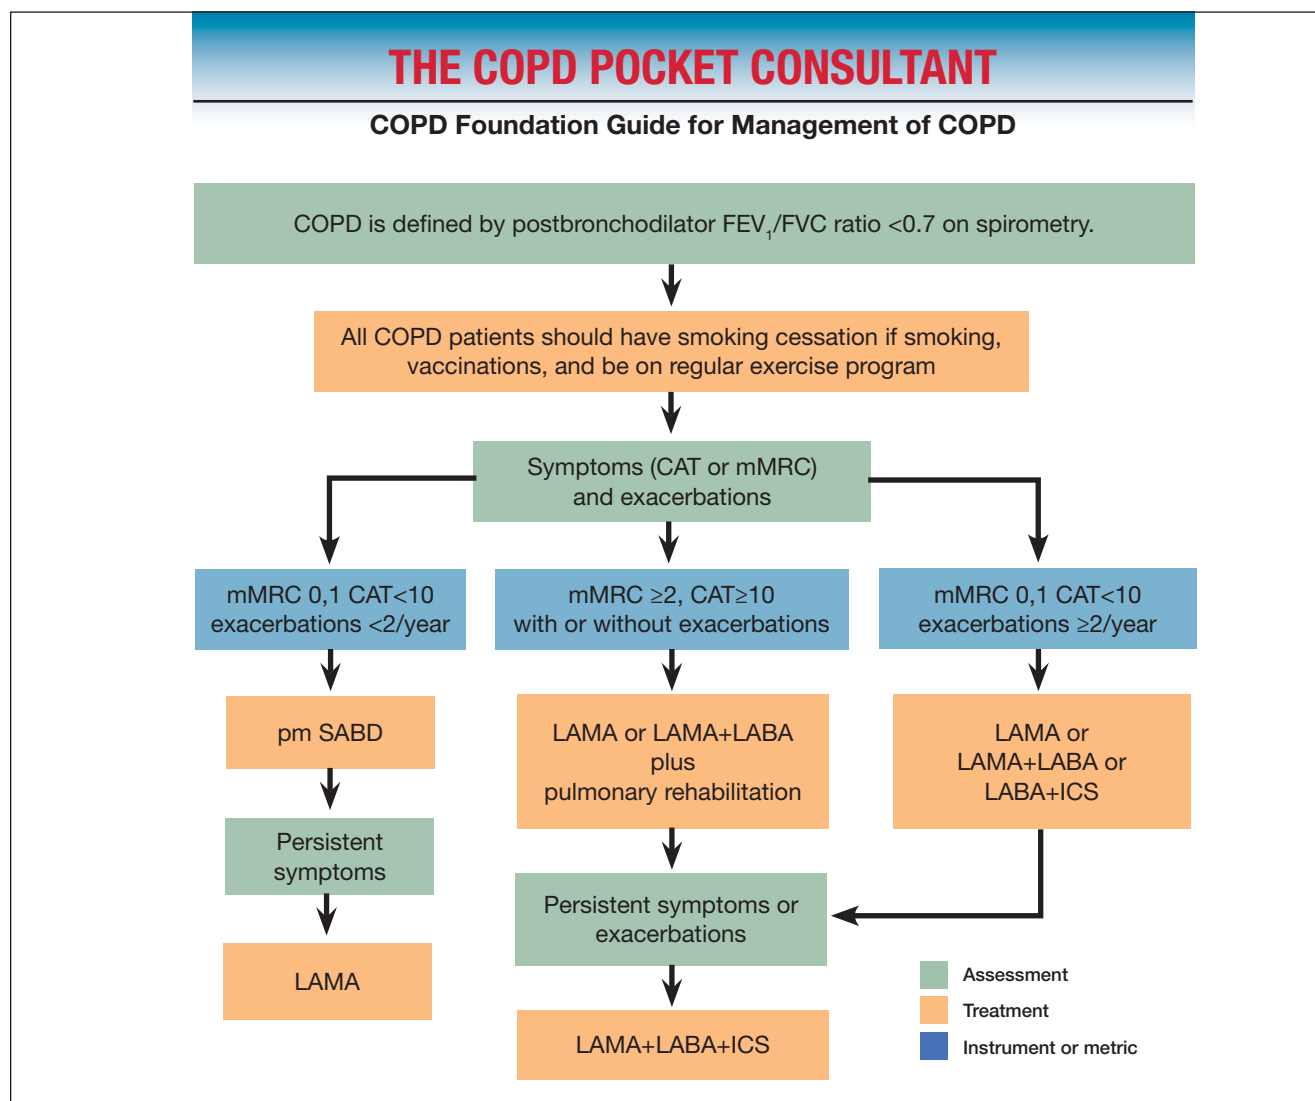 THE COPD POCKET CONSULTANT
COPD Foundation Guide for Management of COPD
COPD is defined by postbronchodilator FEV₁/FVC ratio <0.7 on spirometry.
All COPD patients should have smoking cessation if smoking,
vaccinations, and be on regular exercise program
Symptoms (CAT or mMRC)
and exacerbations
mMRC 0,1 CAT<10
exacerbations <2/year
mMRC ≥2, CAT≥10
with or without exacerbations
mMRC 0,1 CAT<10
exacerbations ≥2/year
pm SABD
LAMA or LAMA+LABA
plus
pulmonary rehabilitation
LAMA or
LAMA+LABA or
LABA+ICS
Persistent
symptoms
Persistent symptoms or
exacerbations
LAMA
LAMA+LABA+ICS
Assessment
Treatment
Instrument or metric